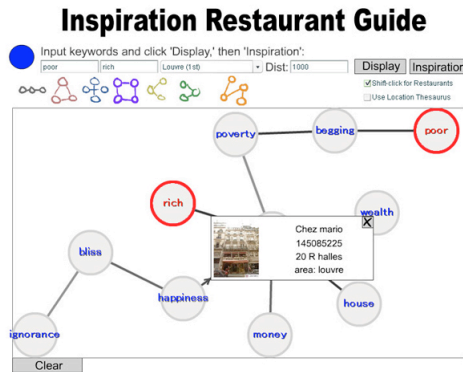 Inspiration Restaurant Guide
Input keywords and click 'Display,' then 'Inspiration':
poor rich Louvre (1st) Dist: 1000 Display Inspiration
Shift-click for Restaurants
Use Location Thesaurus
poverty begging poor
rich wealth
Chez mario
145085225
20 R halles
area: louvre
X
bliss
happiness house
ignorance money
Clear